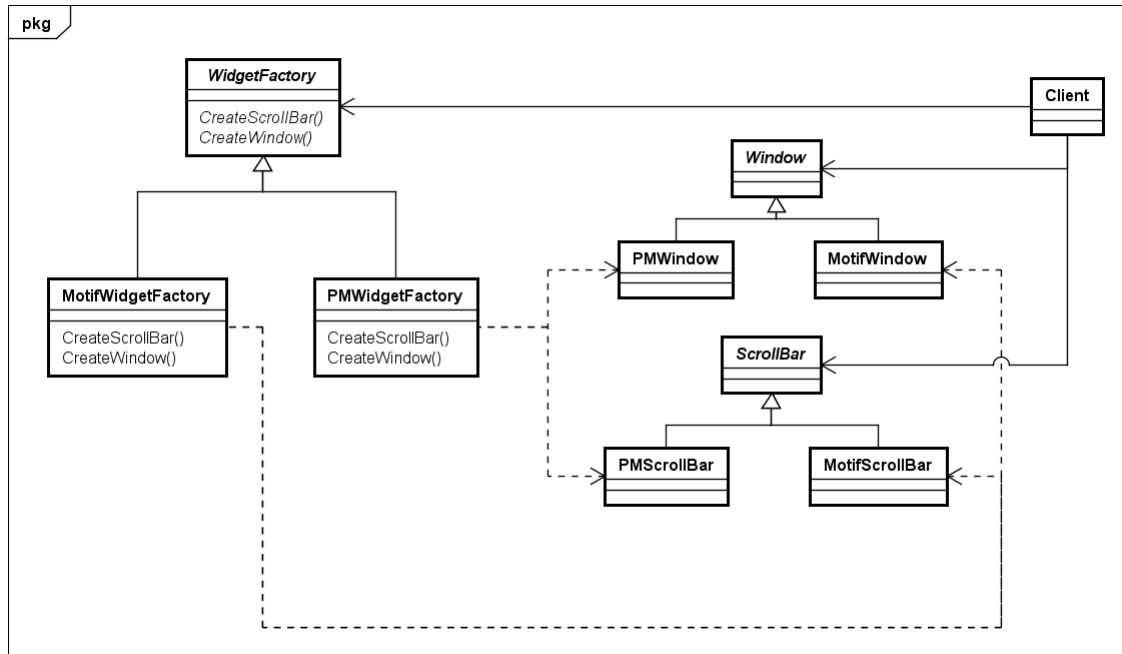 pkg
WidgetFactory
CreateScrollBar()
CreateWindow()
Client
Window
PMWindow
MotifWindow
MotifWidgetFactory
CreateScrollBar()
CreateWindow()
PMWidgetFactory
CreateScrollBar()
CreateWindow()
ScrollBar
PMScrollBar
MotifScrollBar